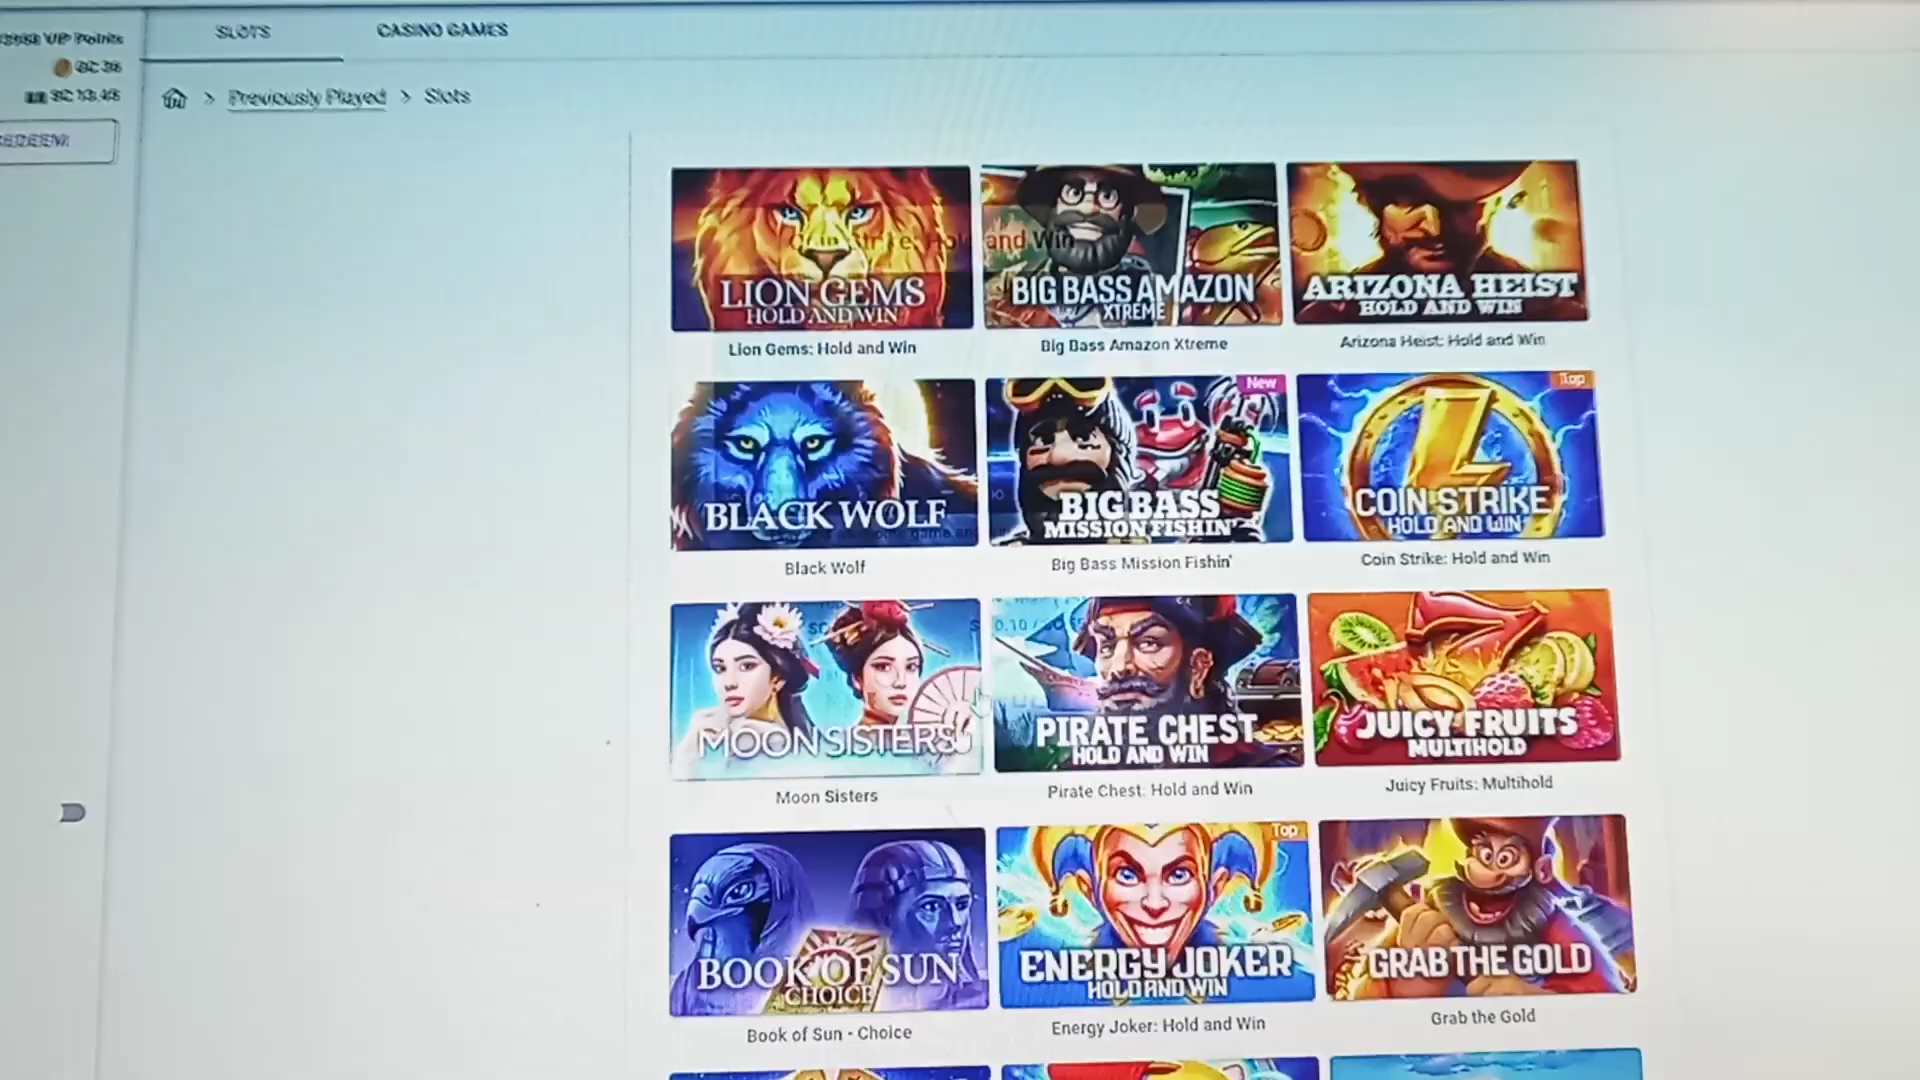 SLOTS
CASINO GAMES
VIP Points
Previously Played > Slots
LION GEMS
HOLD AND WIN
and Win
BIG BASS AMAZON
XTREME
ARIZONA HEIST
HOLD AND WIN
Lion Gems: Hold and Win
Big Bass Amazon Xtreme
Arizona Heist: Hold and Win
New
Top
BLACK WOLF
BIG BASS
MISSION FISHIN'
COIN STRIKE
HOLD AND WIN
Black Wolf
Big Bass Mission Fishin'
Coin Strike: Hold and Win
MOON SISTERS
PIRATE CHEST
HOLD AND WIN
JUICY FRUITS
MULTIHOLD
Moon Sisters
Pirate Chest: Hold and Win
Juicy Fruits: Multihold
Top
BOOK OF SUN
CHOICE
ENERGY JOKER
HOLD AND WIN
GRAB THE GOLD
Book of Sun - Choice
Energy Joker: Hold and Win
Grab the Gold